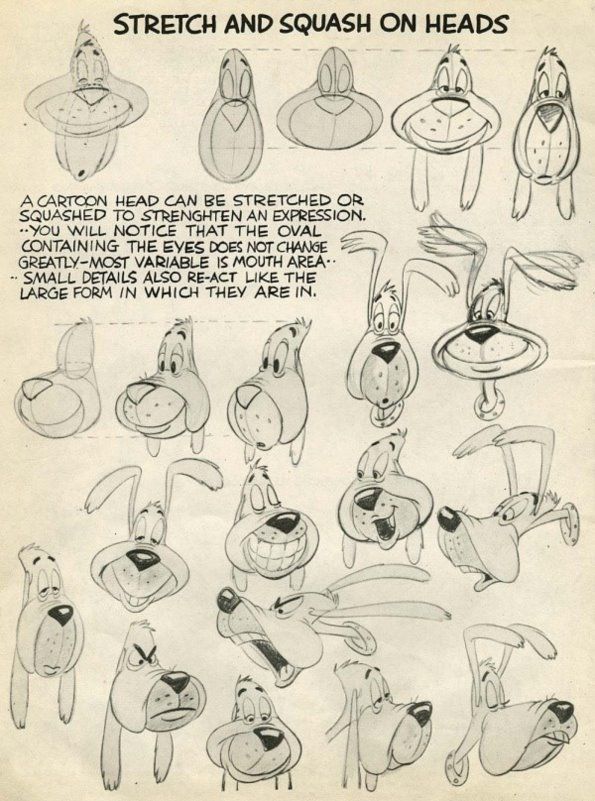 STRETCH AND SQUASH ON HEADS
A CARTOON HEAD CAN BE STRETCHED OR
SQUASHED TO STRENGHTEN AN EXPRESSION.
··YOU WILL NOTICE THAT THE OVAL
CONTAINING THE EYES DOES NOT CHANGE
GREATLY-MOST VARIABLE IS MOUTH AREA··
·· SMALL DETAILS ALSO RE-ACT LIKE THE
LARGE FORM IN WHICH THEY ARE IN.